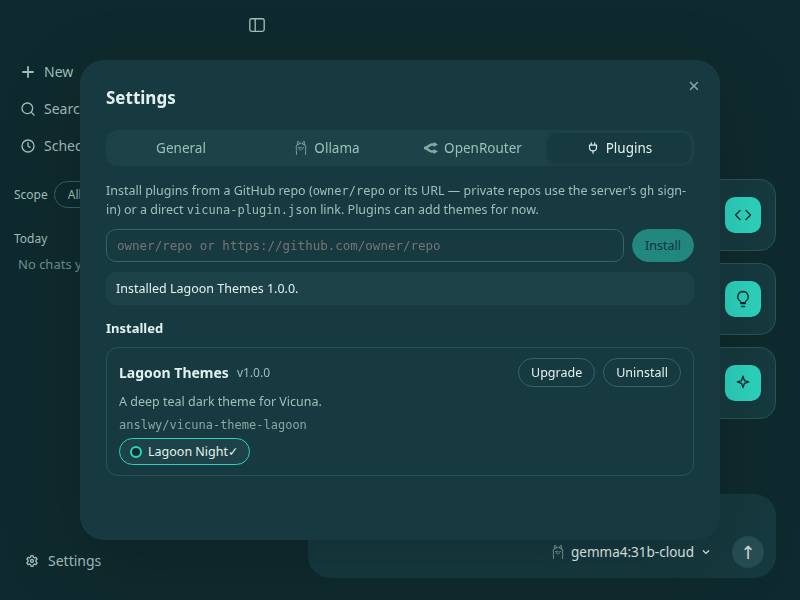 New
Searc
Sched
Scope All
Today
No chats y
Settings
Settings
×
General Ollama OpenRouter Plugins
Install plugins from a GitHub repo (owner/repo or its URL — private repos use the server's gh sign-
in) or a direct vicuna-plugin.json link. Plugins can add themes for now.
owner/repo or https://github.com/owner/repo Install
Installed Lagoon Themes 1.0.0.
Installed
Lagoon Themes v1.0.0 Upgrade Uninstall
A deep teal dark theme for Vicuna.
anslwy/vicuna-theme-lagoon
Lagoon Night✓
gemma4:31b-cloud